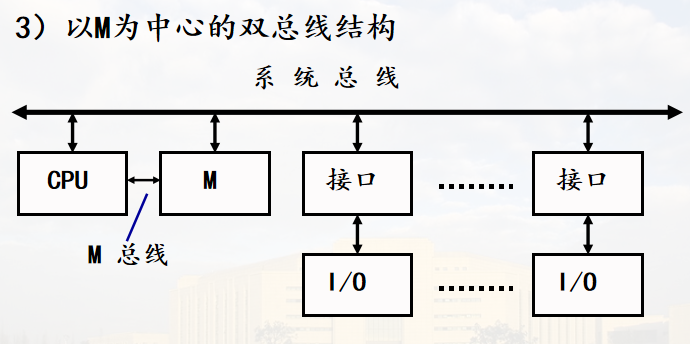 3）以M为中心的双总线结构
系 统 总 线
CPU
M
接口
………
接口
M 总线
I/O
………
I/O